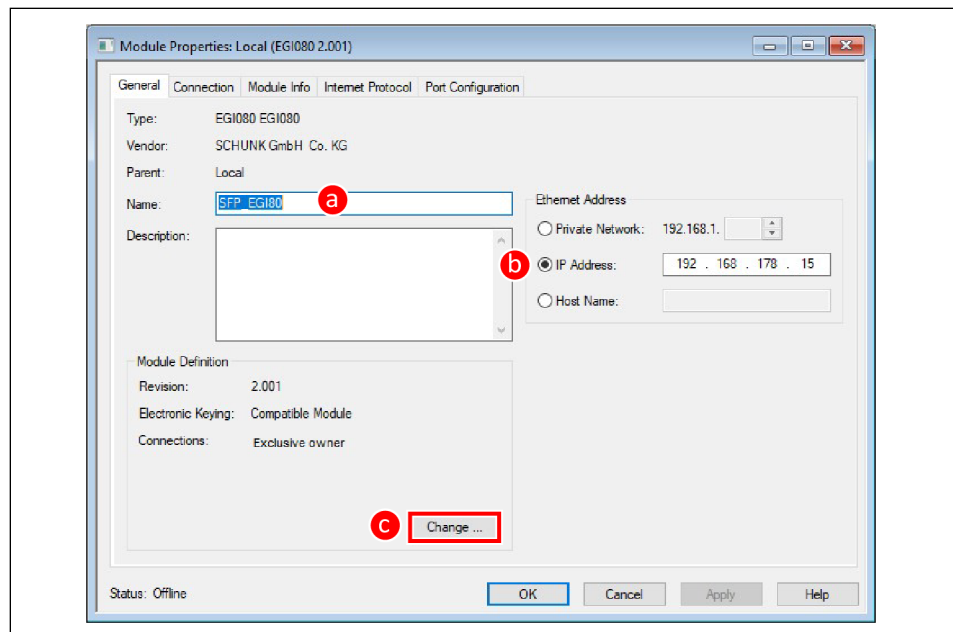 Module Properties: Local (EGI080 2.001)
General Connection Module Info Internet Protocol Port Configuration
Type: EGI080 EGI080
Vendor: SCHUNK GmbH Co. KG
Parent: Local
Name: SFP_EGI80 a
Description:
Ethernet Address
Private Network: 192.168.1.
b IP Address: 192 . 168 . 178 . 15
Host Name:
Module Definition
Revision: 2.001
Electronic Keying: Compatible Module
Connections: Exclusive owner
c Change ...
Status: Offline OK Cancel Apply Help